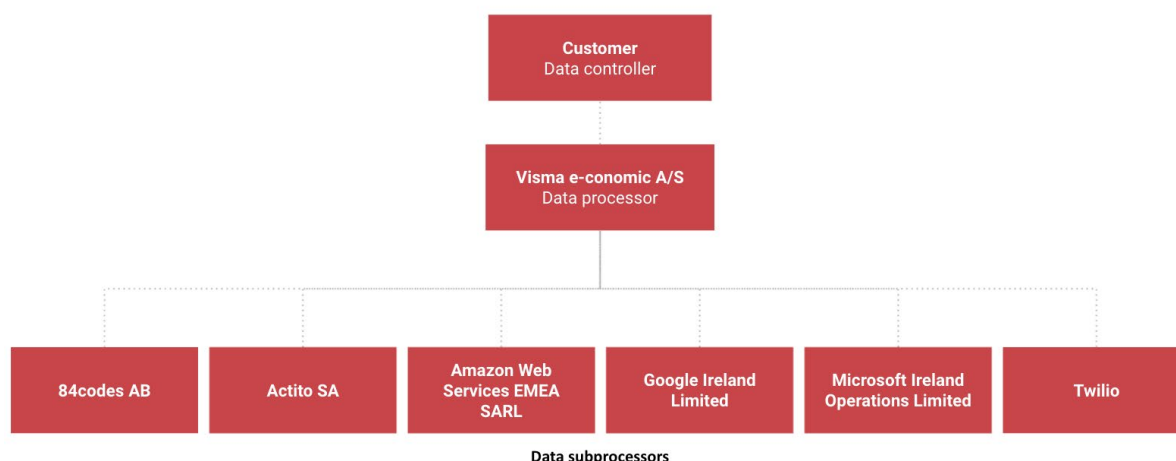 Customer
Data controller
Visma e-conomic A/S
Data processor
84codes AB
Actito SA
Amazon Web
Services EMEA
SARL
Google Ireland
Limited
Microsoft Ireland
Operations Limited
Twilio
Data subprocessors